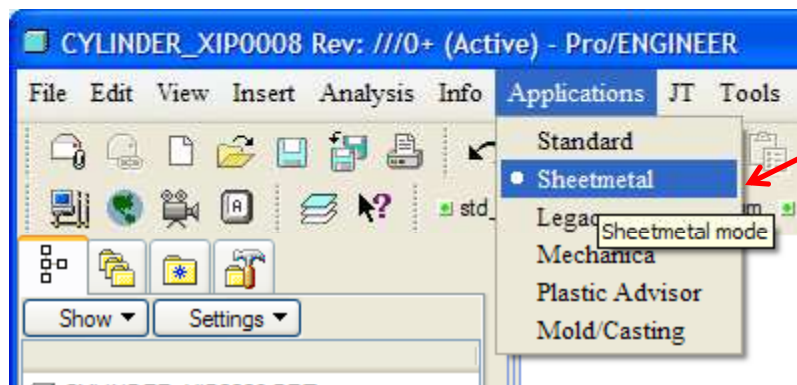 CYLINDER_XIP0008 Rev: ///0+ (Active) - Pro/ENGINEER
File Edit View Insert Analysis Info Applications JT Tools
Standard
Sheetmetal
std_
Sheetmetal mode
Mechanica
Plastic Advisor
Show Settings
Mold/Casting